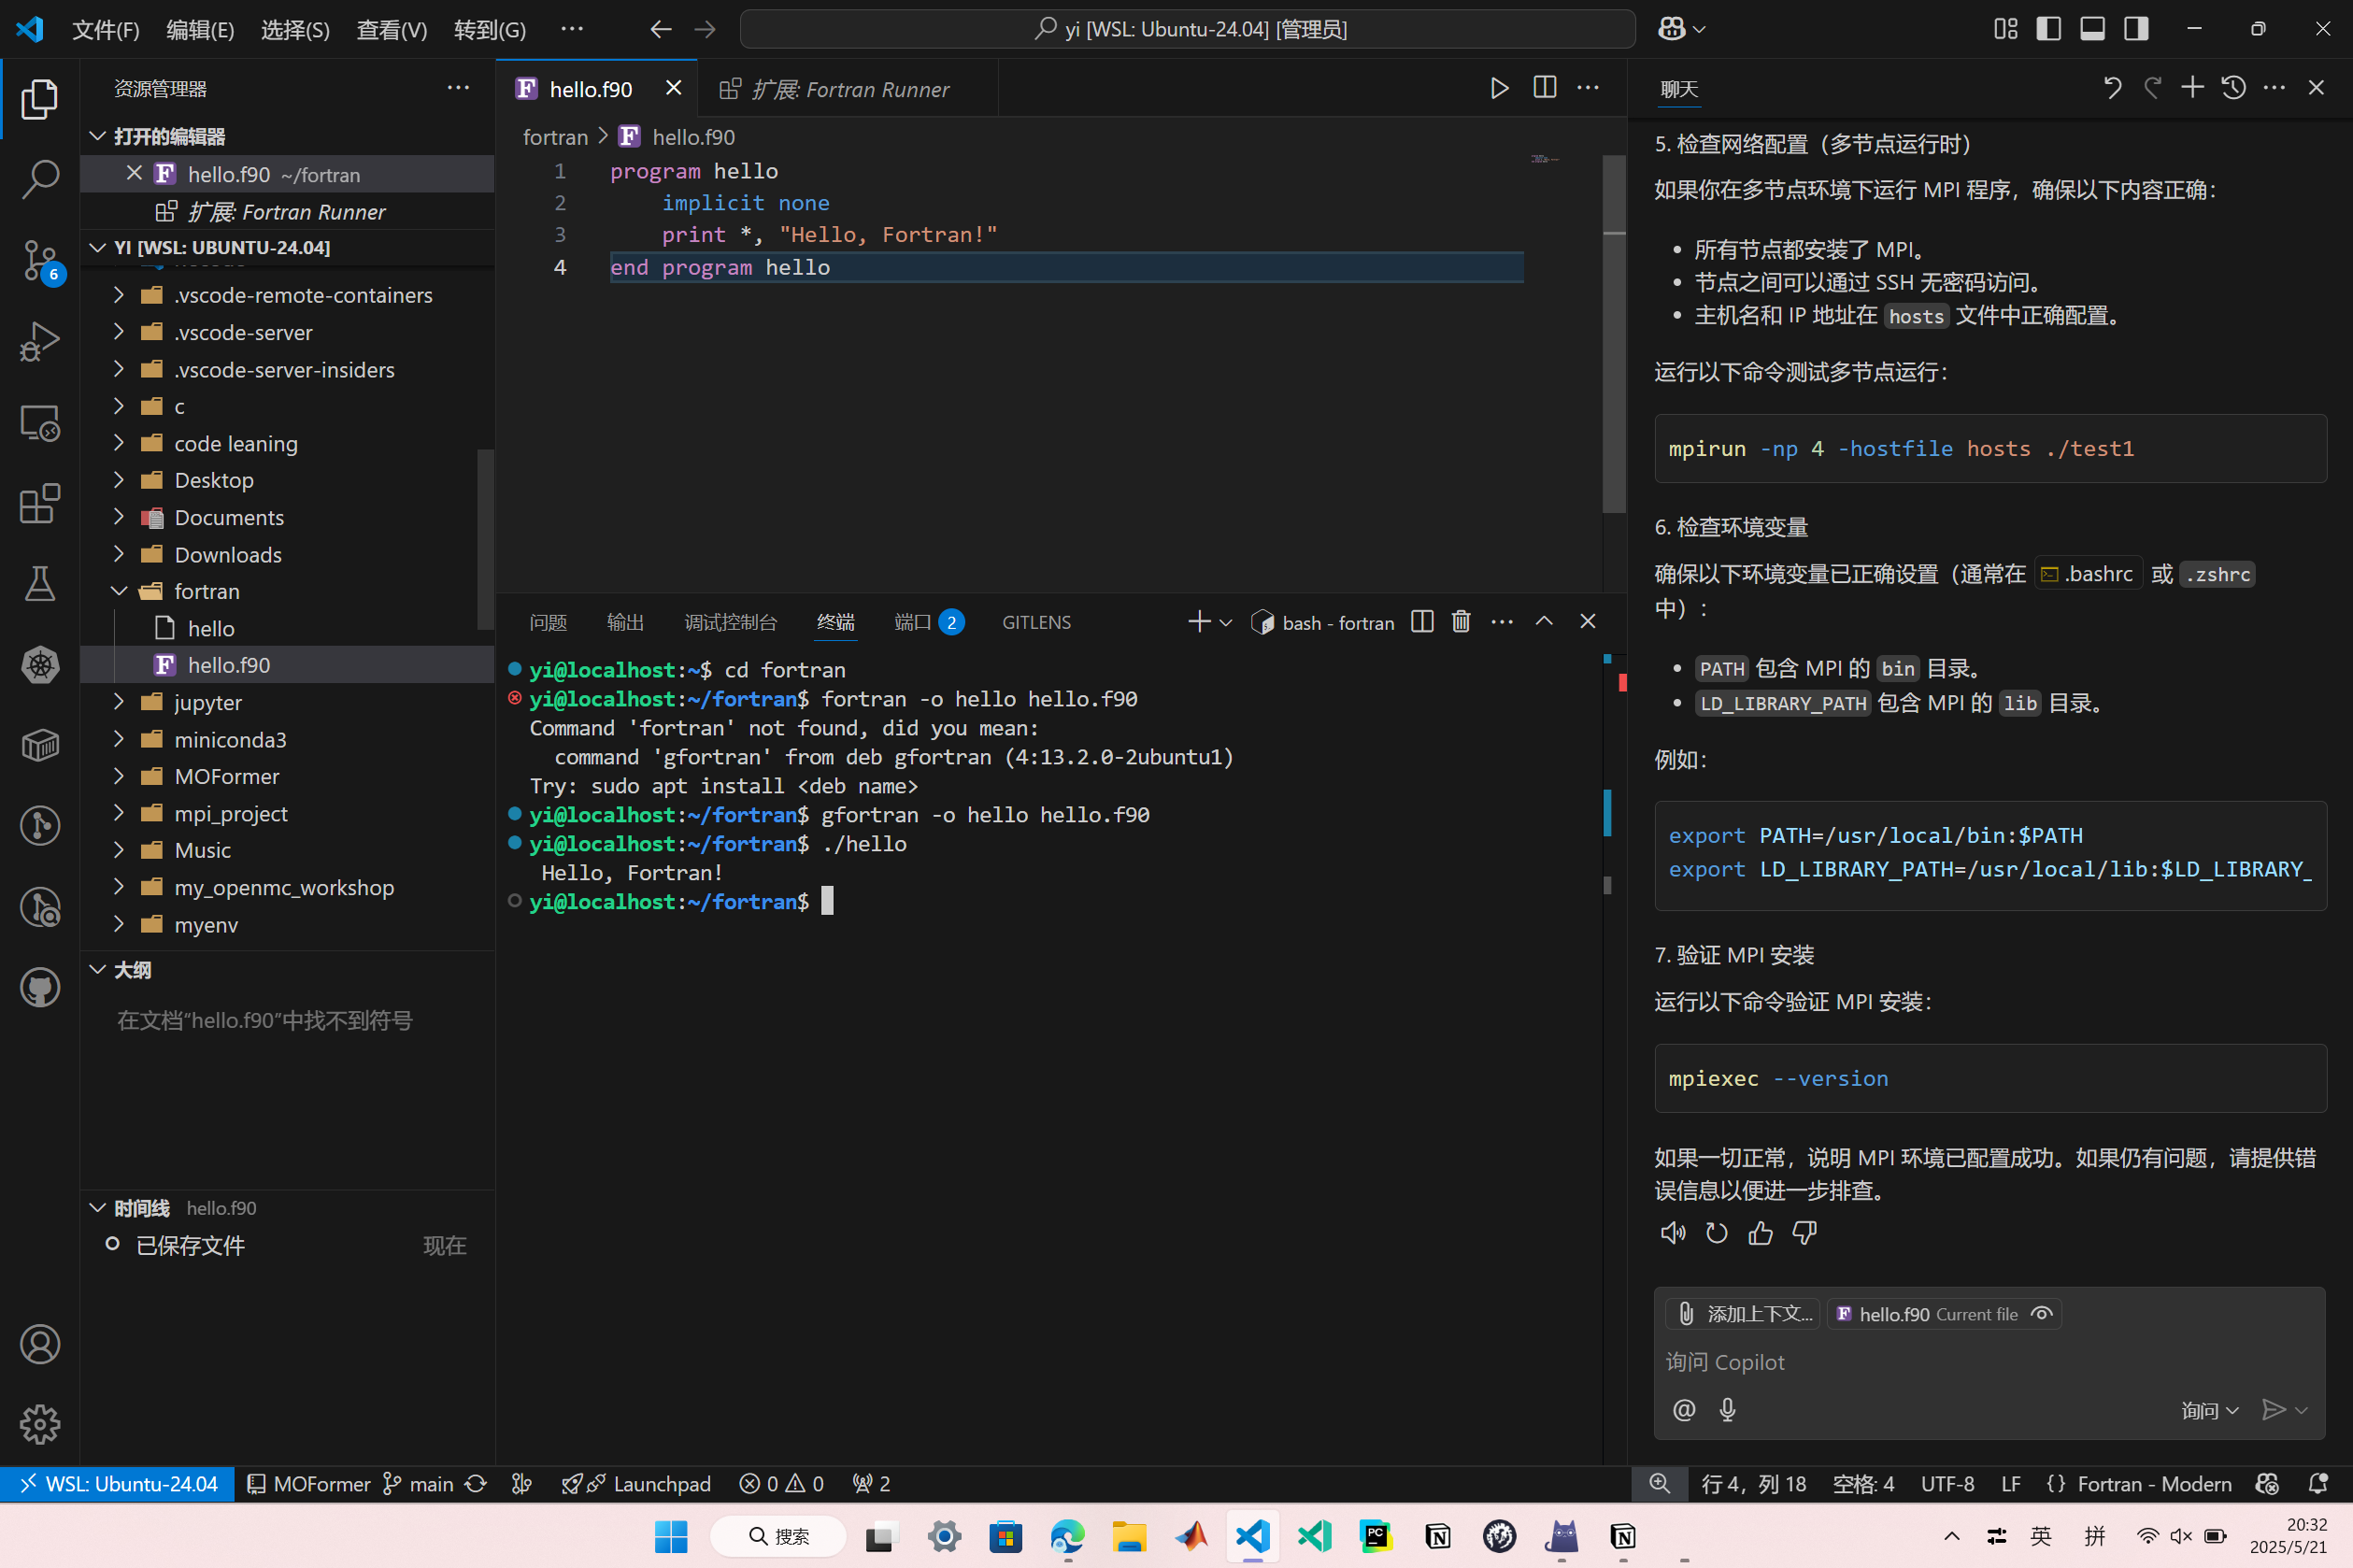 文件(F) 编辑(E) 选择(S) 查看(V) 转到(G) ···
yi [WSL: Ubuntu-24.04] [管理员]
资源管理器
打开的编辑器
hello.f90 ~/fortran
扩展: Fortran Runner
YI [WSL: UBUNTU-24.04]
.vscode-remote-containers
.vscode-server
.vscode-server-insiders
c
code leaning
Desktop
Documents
Downloads
fortran
hello
hello.f90
jupyter
miniconda3
MOFormer
mpi_project
Music
my_openmc_workshop
myenv
大纲
在文档"hello.f90"中找不到符号
时间线 hello.f90
已保存文件 现在
6
hello.f90
扩展: Fortran Runner
fortran > hello.f90
1 program hello
2 implicit none
3 print *, "Hello, Fortran!"
4 end program hello
问题 输出 调试控制台 终端 端口 2 GITLENS
bash - fortran
yi@localhost:~$ cd fortran
yi@localhost:~/fortran$ fortran -o hello hello.f90
Command 'fortran' not found, did you mean:
command 'gfortran' from deb gfortran (4:13.2.0-2ubuntu1)
Try: sudo apt install <deb name>
yi@localhost:~/fortran$ gfortran -o hello hello.f90
yi@localhost:~/fortran$ ./hello
Hello, Fortran!
yi@localhost:~/fortran$
聊天
5. 检查网络配置（多节点运行时）
如果你在多节点环境下运行 MPI 程序，确保以下内容正确：
• 所有节点都安装了 MPI。
• 节点之间可以通过 SSH 无密码访问。
• 主机名和 IP 地址在 hosts 文件中正确配置。
运行以下命令测试多节点运行：
mpirun -np 4 -hostfile hosts ./test1
6. 检查环境变量
确保以下环境变量已正确设置（通常在 .bashrc 或 .zshrc
中）：
• PATH 包含 MPI 的 bin 目录。
• LD_LIBRARY_PATH 包含 MPI 的 lib 目录。
例如：
export PATH=/usr/local/bin:$PATH
export LD_LIBRARY_PATH=/usr/local/lib:$LD_LIBRARY_
7. 验证 MPI 安装
运行以下命令验证 MPI 安装：
mpiexec --version
如果一切正常，说明 MPI 环境已配置成功。如果仍有问题，请提供错
误信息以便进一步排查。
添加上下文... hello.f90 Current file
询问 Copilot
@ 询问
WSL: Ubuntu-24.04 MOFormer main Launchpad 0 0 2
行 4，列 18 空格: 4 UTF-8 LF {} Fortran - Modern
搜索
PC
英 拼
20:32
2025/5/21